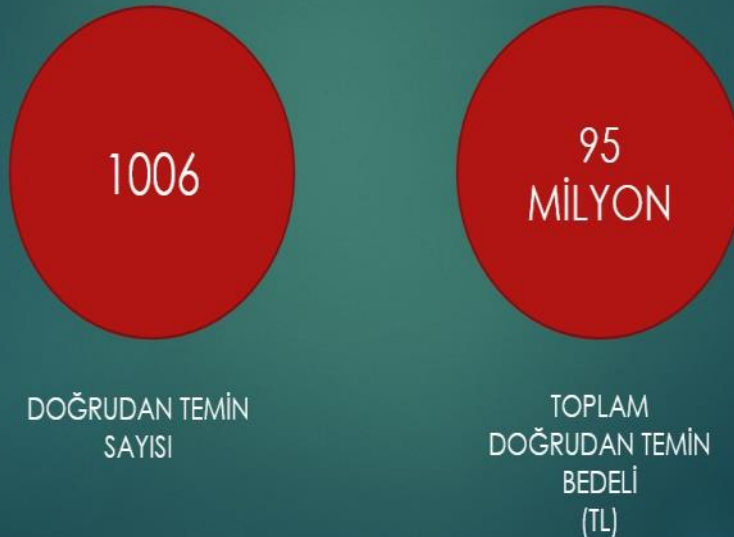 1006
DOĞRUDAN TEMİN
SAYISI
95
MİLYON
TOPLAM
DOĞRUDAN TEMİN
BEDELİ
(TL)